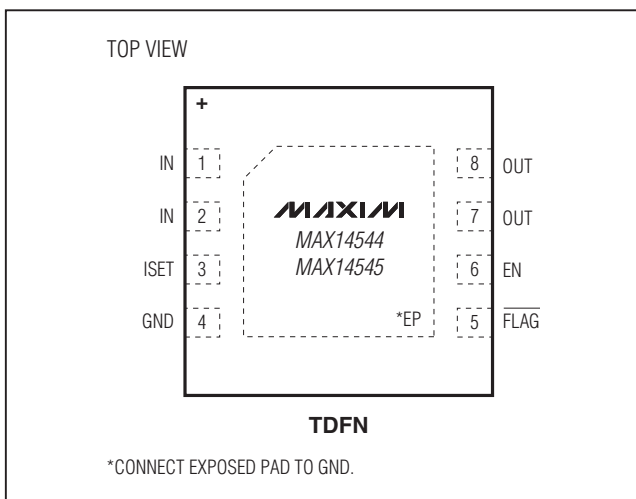 TOP VIEW
+
IN 1
8 OUT
IN 2
7 OUT
ISET 3
6 EN
GND 4
5 FLAG
MAXIM
MAX14544
MAX14545
*EP
TDFN
*CONNECT EXPOSED PAD TO GND.